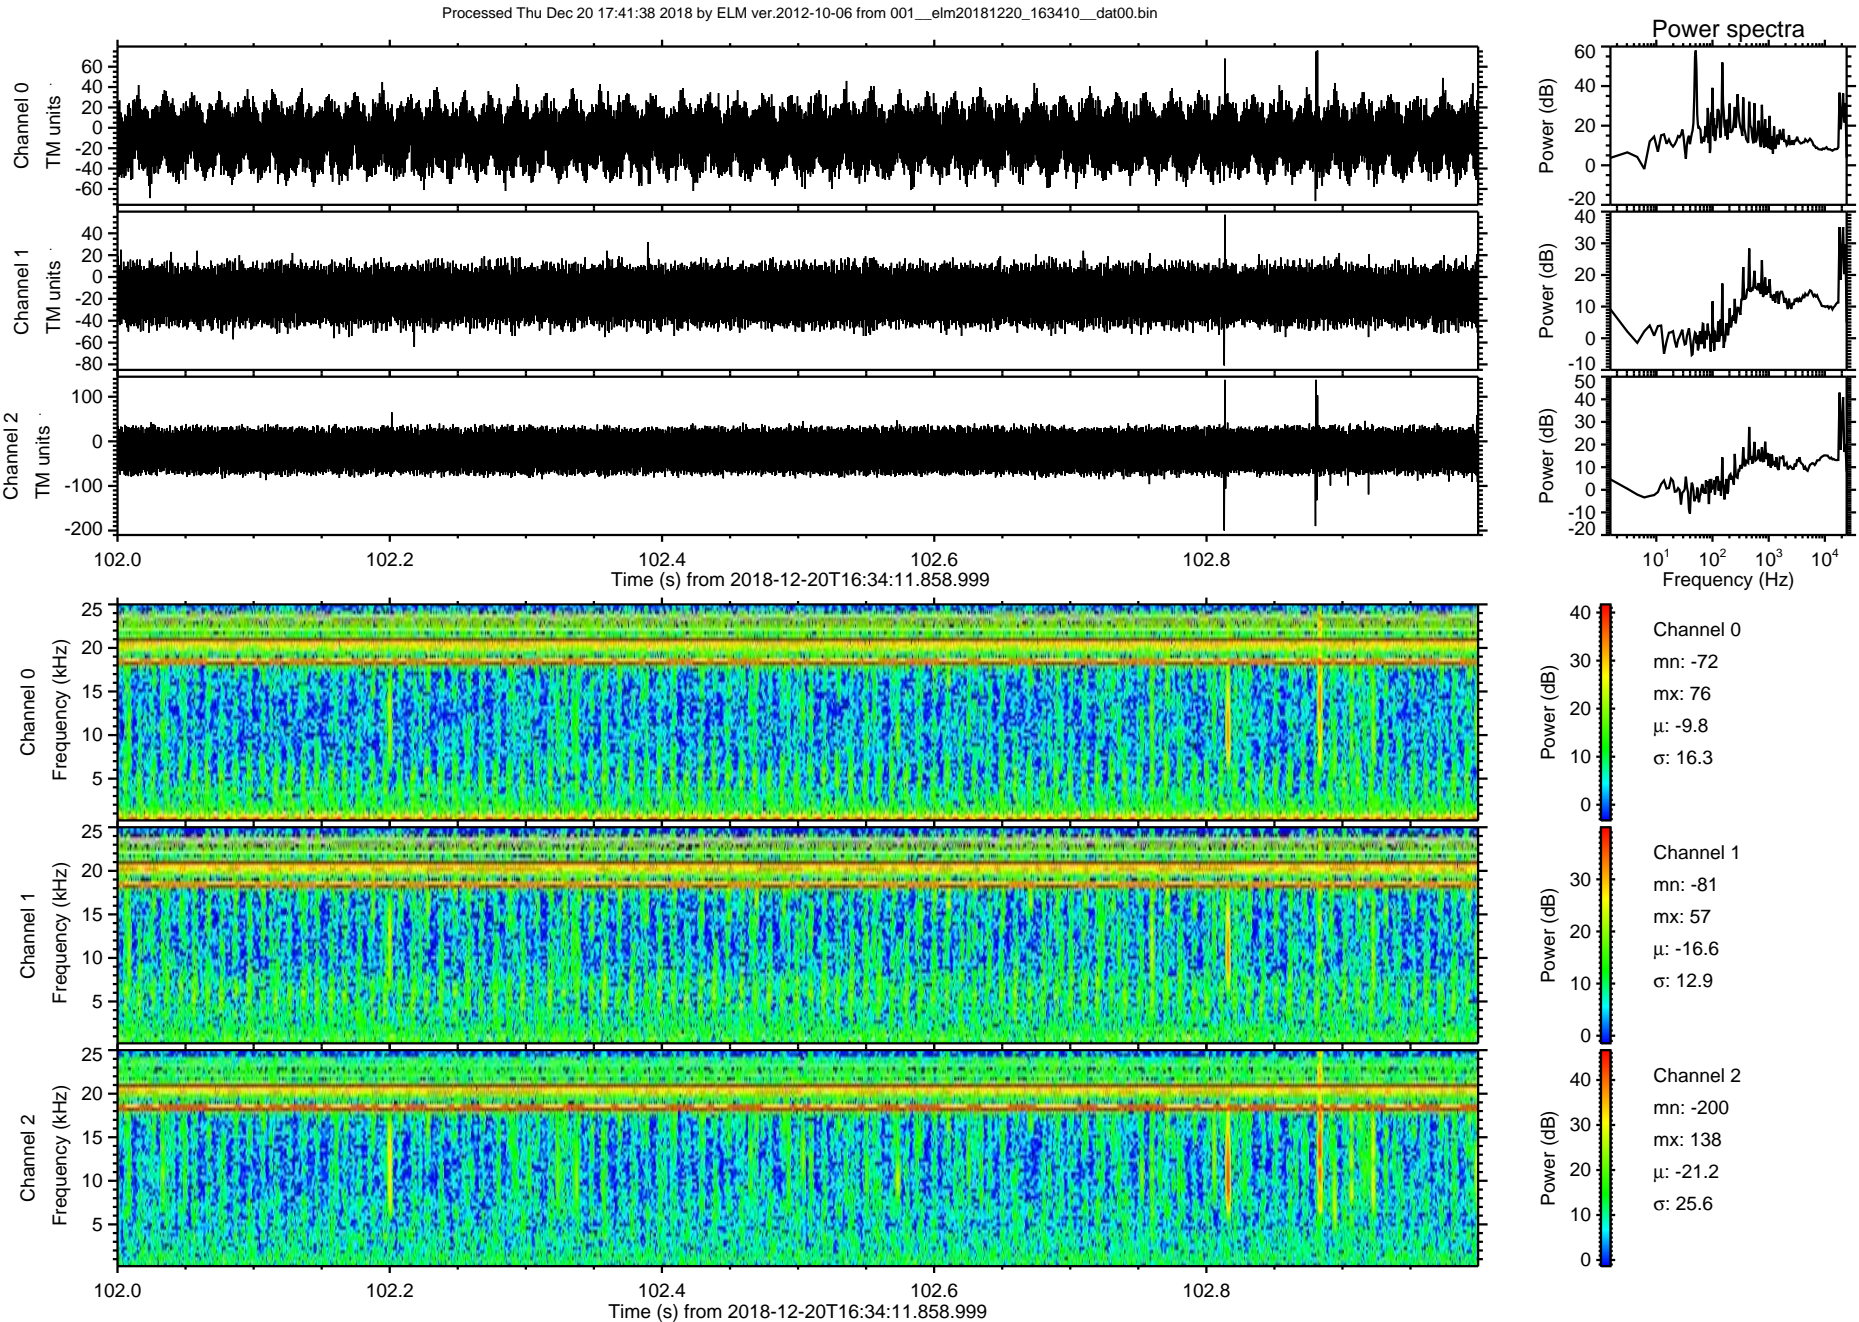 Processed Thu Dec 20 17:41:38 2018 by ELM ver.2012-10-06 from 001__elm20181220_163410__dat00.bin
Power spectra
Channel 0
TM units
60
40
20
0
-20
-40
-60
Power (dB)
60
40
20
0
-20
Channel 1
TM units
40
20
0
-20
-40
-60
-80
Power (dB)
40
30
20
10
0
-10
Channel 2
TM units
100
0
-100
-200
Power (dB)
50
40
30
20
10
0
-10
-20
102.0 102.2 102.4 102.6 102.8
Time (s) from 2018-12-20T16:34:11.858.999
10^1 10^2 10^3 10^4
Frequency (Hz)
Channel 0
Frequency (kHz)
25
20
15
10
5
Power (dB)
40
30
20
10
0
Channel 0
mn: -72
mx: 76
µ: -9.8
σ: 16.3
Channel 1
Frequency (kHz)
25
20
15
10
5
Power (dB)
30
20
10
0
Channel 1
mn: -81
mx: 57
µ: -16.6
σ: 12.9
Channel 2
Frequency (kHz)
25
20
15
10
5
Power (dB)
40
30
20
10
0
Channel 2
mn: -200
mx: 138
µ: -21.2
σ: 25.6
102.0 102.2 102.4 102.6 102.8
Time (s) from 2018-12-20T16:34:11.858.999